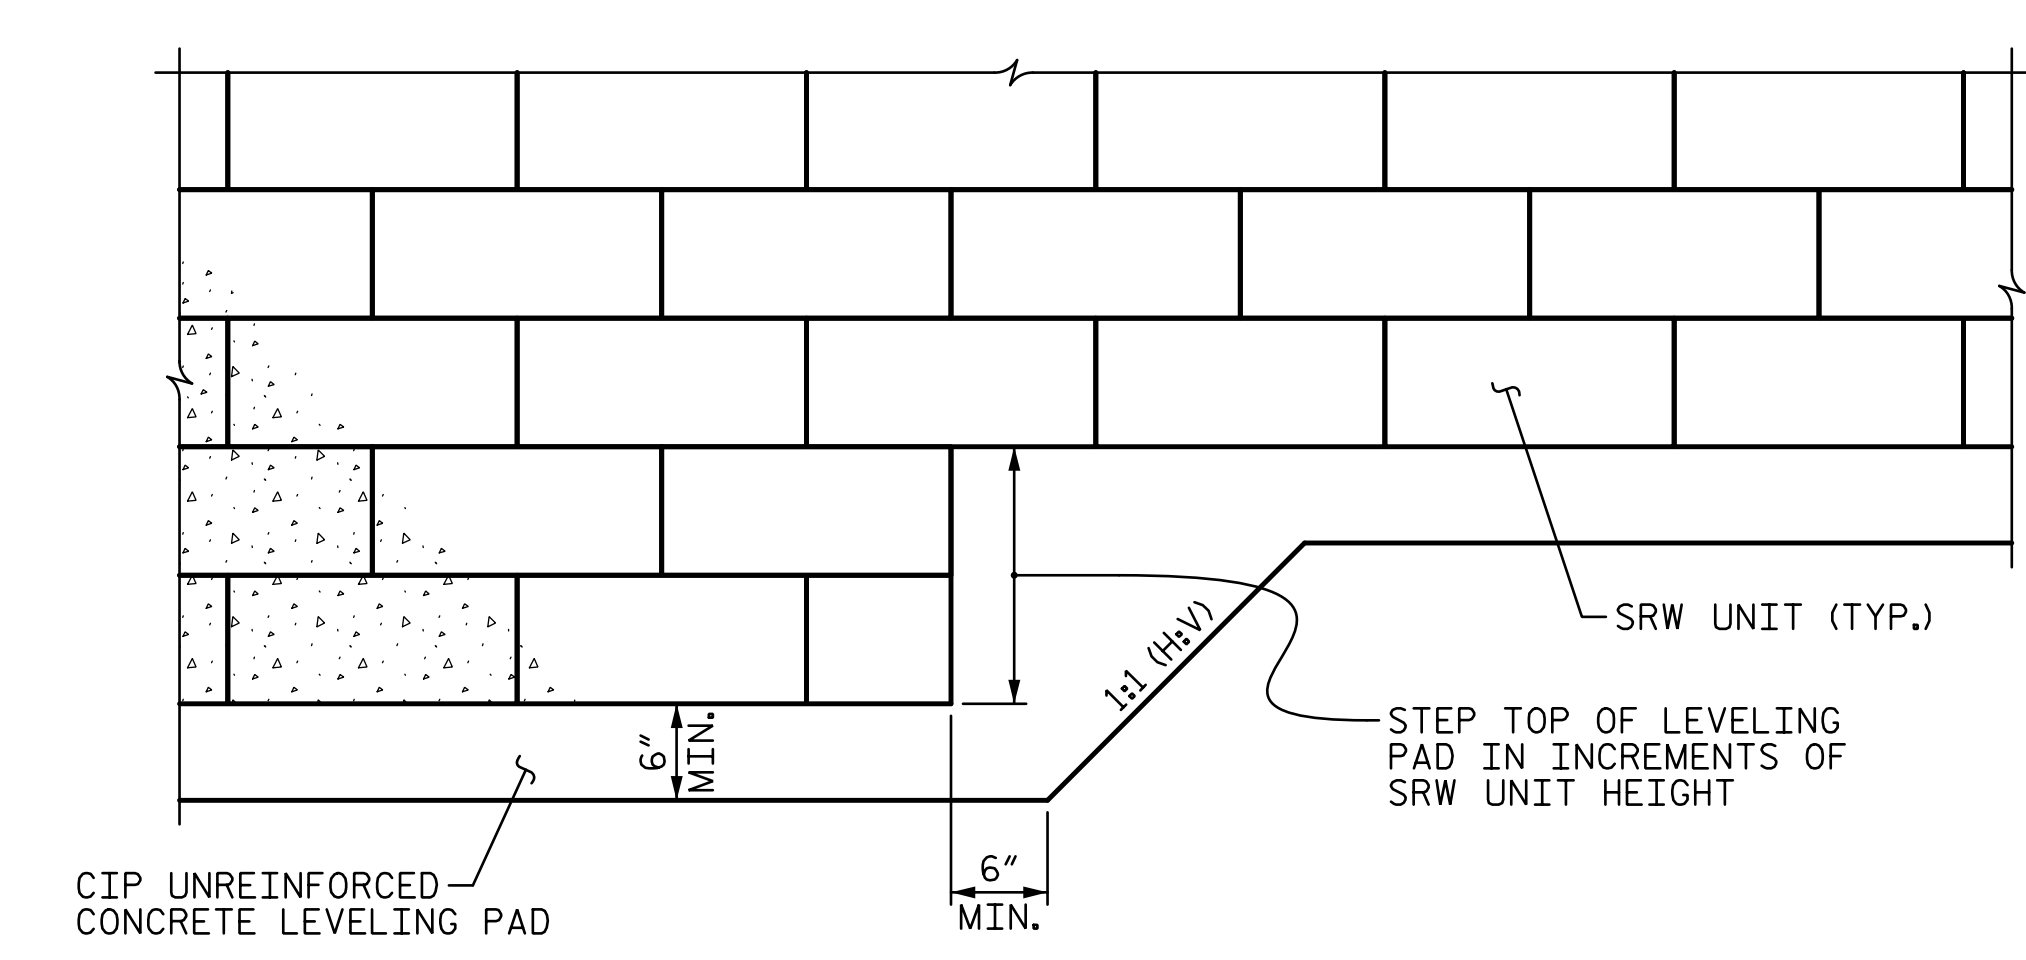 SRW UNIT (TYP.)
1:1 (H:V)
STEP TOP OF LEVELING
PAD IN INCREMENTS OF
SRW UNIT HEIGHT
6"
MIN.
6"
MIN.
CIP UNREINFORCED
CONCRETE LEVELING PAD